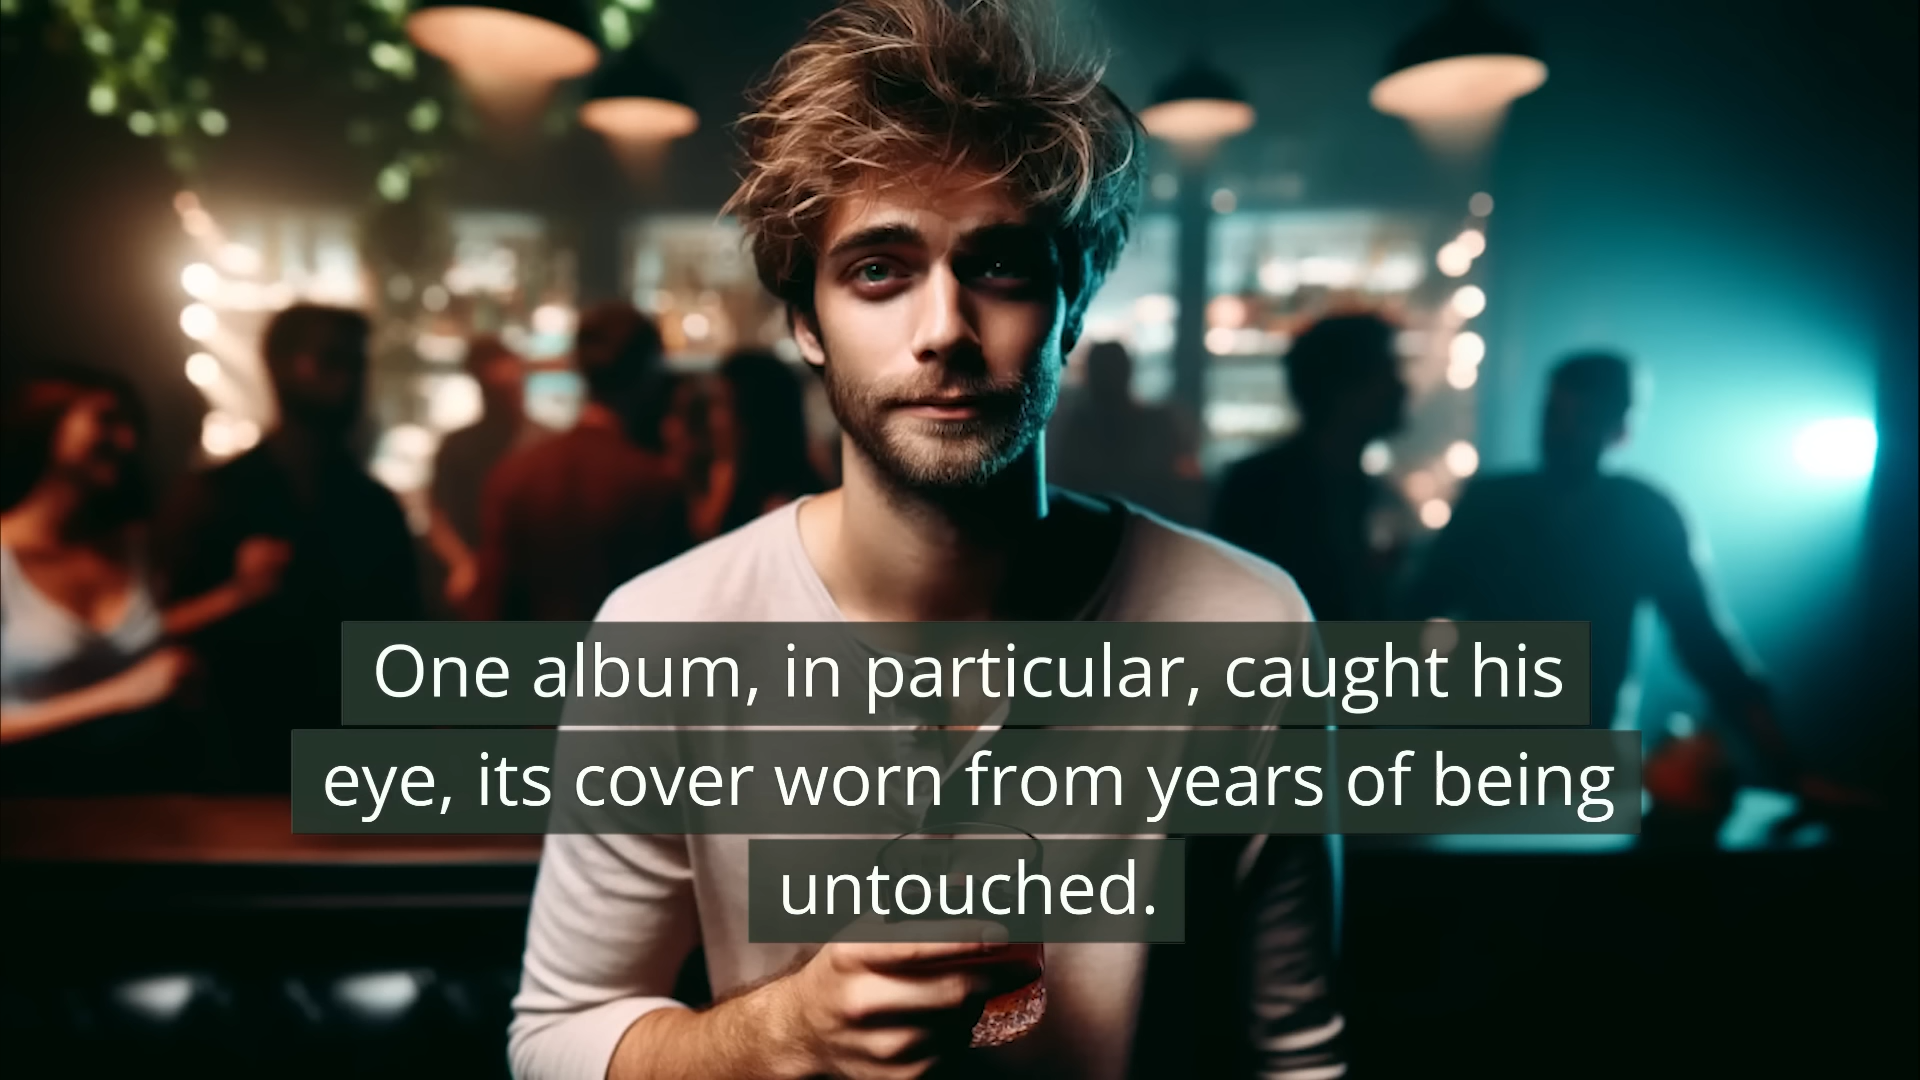 One album, in particular, caught his
eye, its cover worn from years of being
untouched.